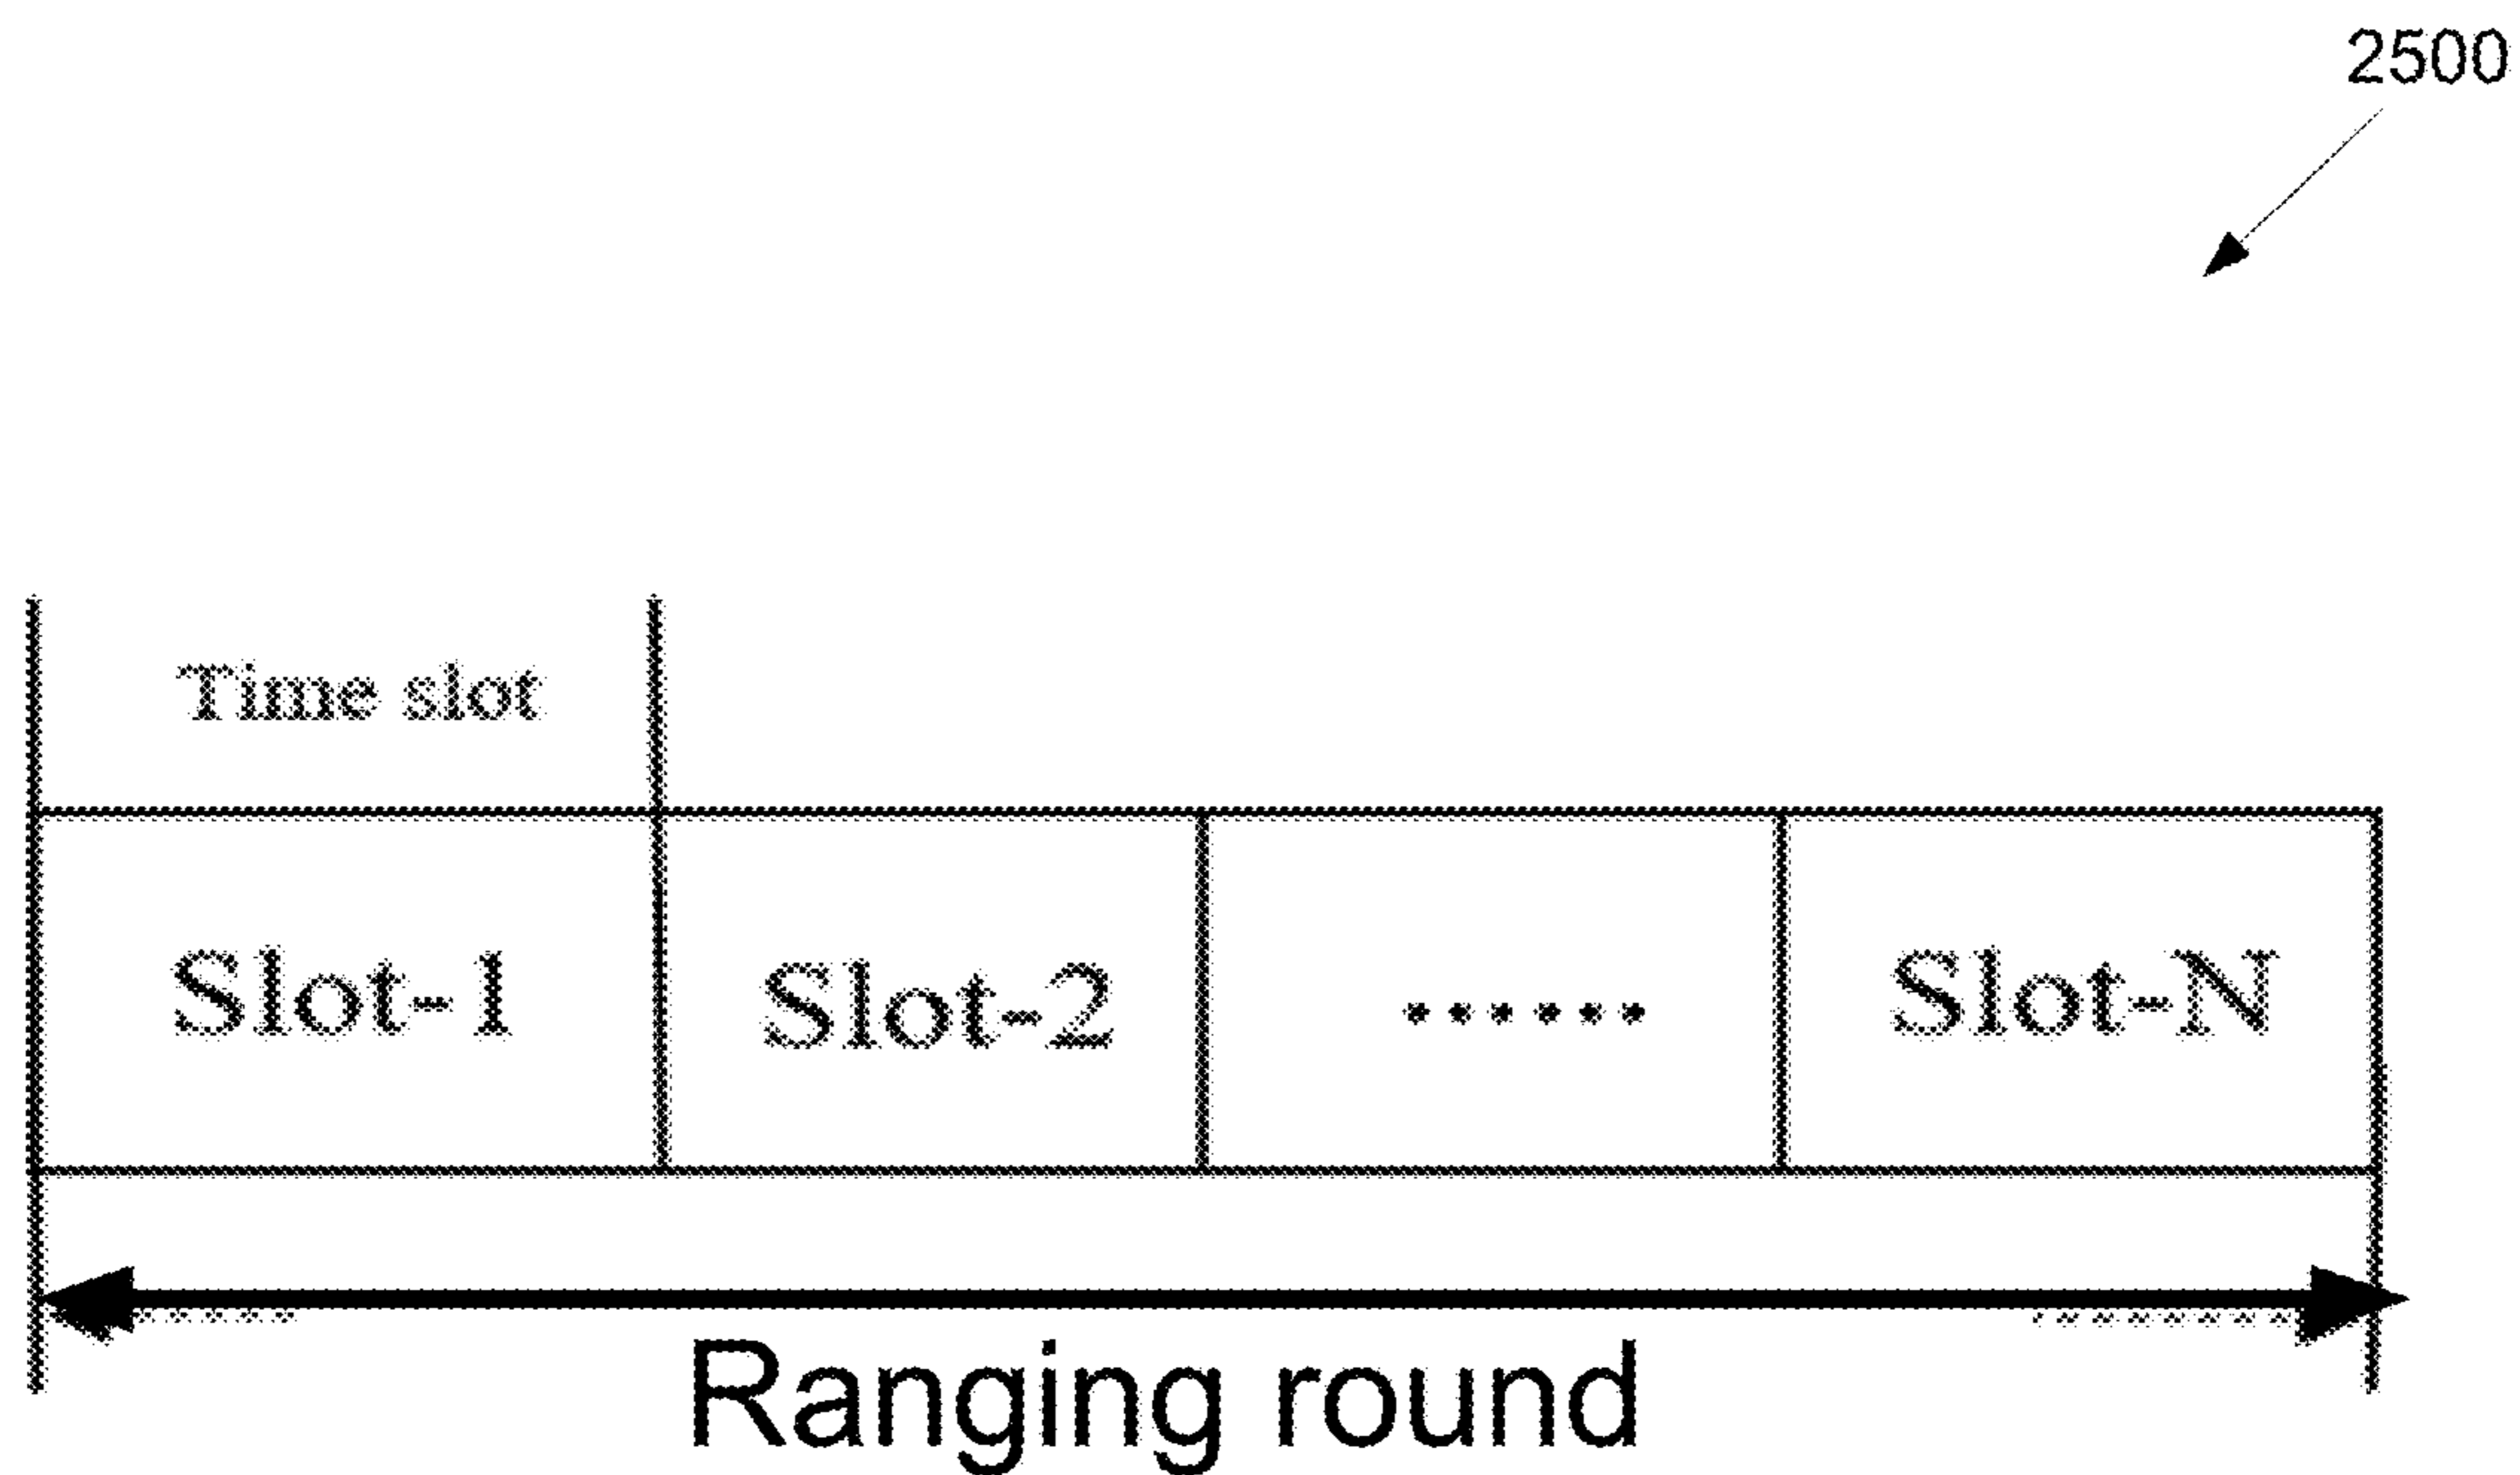 2500
Time slot
Slot-1 Slot-2 ...... Slot-N
Ranging round